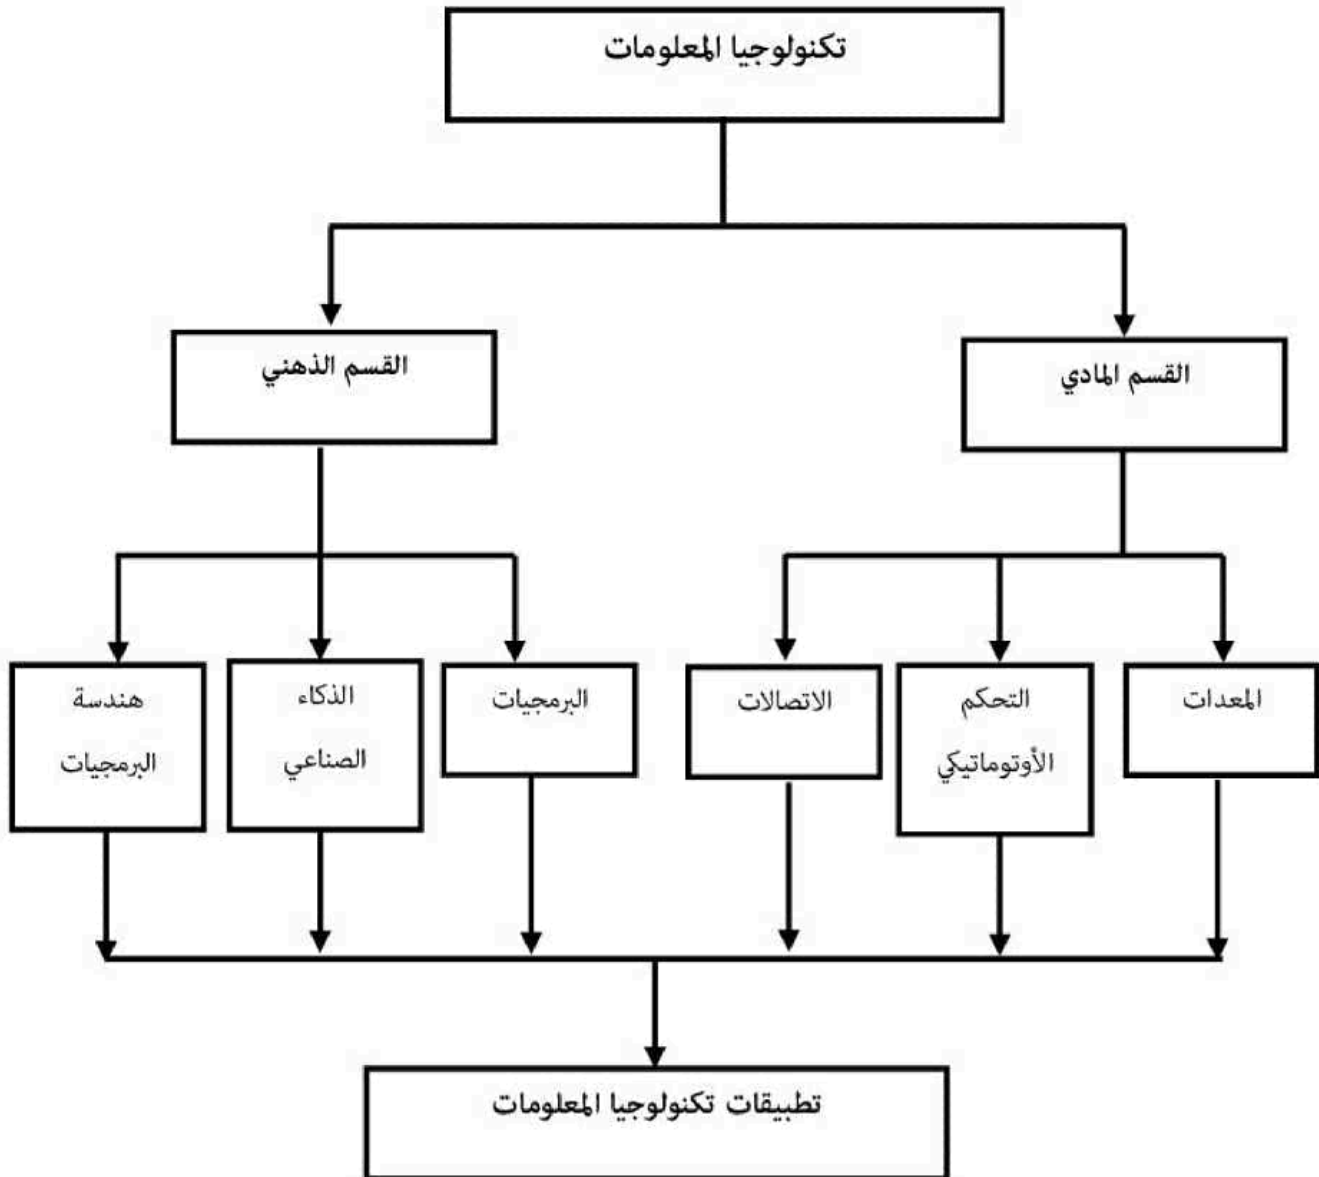 تكنولوجيا المعلومات
القسم المادي
القسم الذهني
المعدات
التحكم
الأوتوماتيكي
الاتصالات
البرمجيات
الذكاء
الصناعي
هندسة
البرمجيات
تطبيقات تكنولوجيا المعلومات